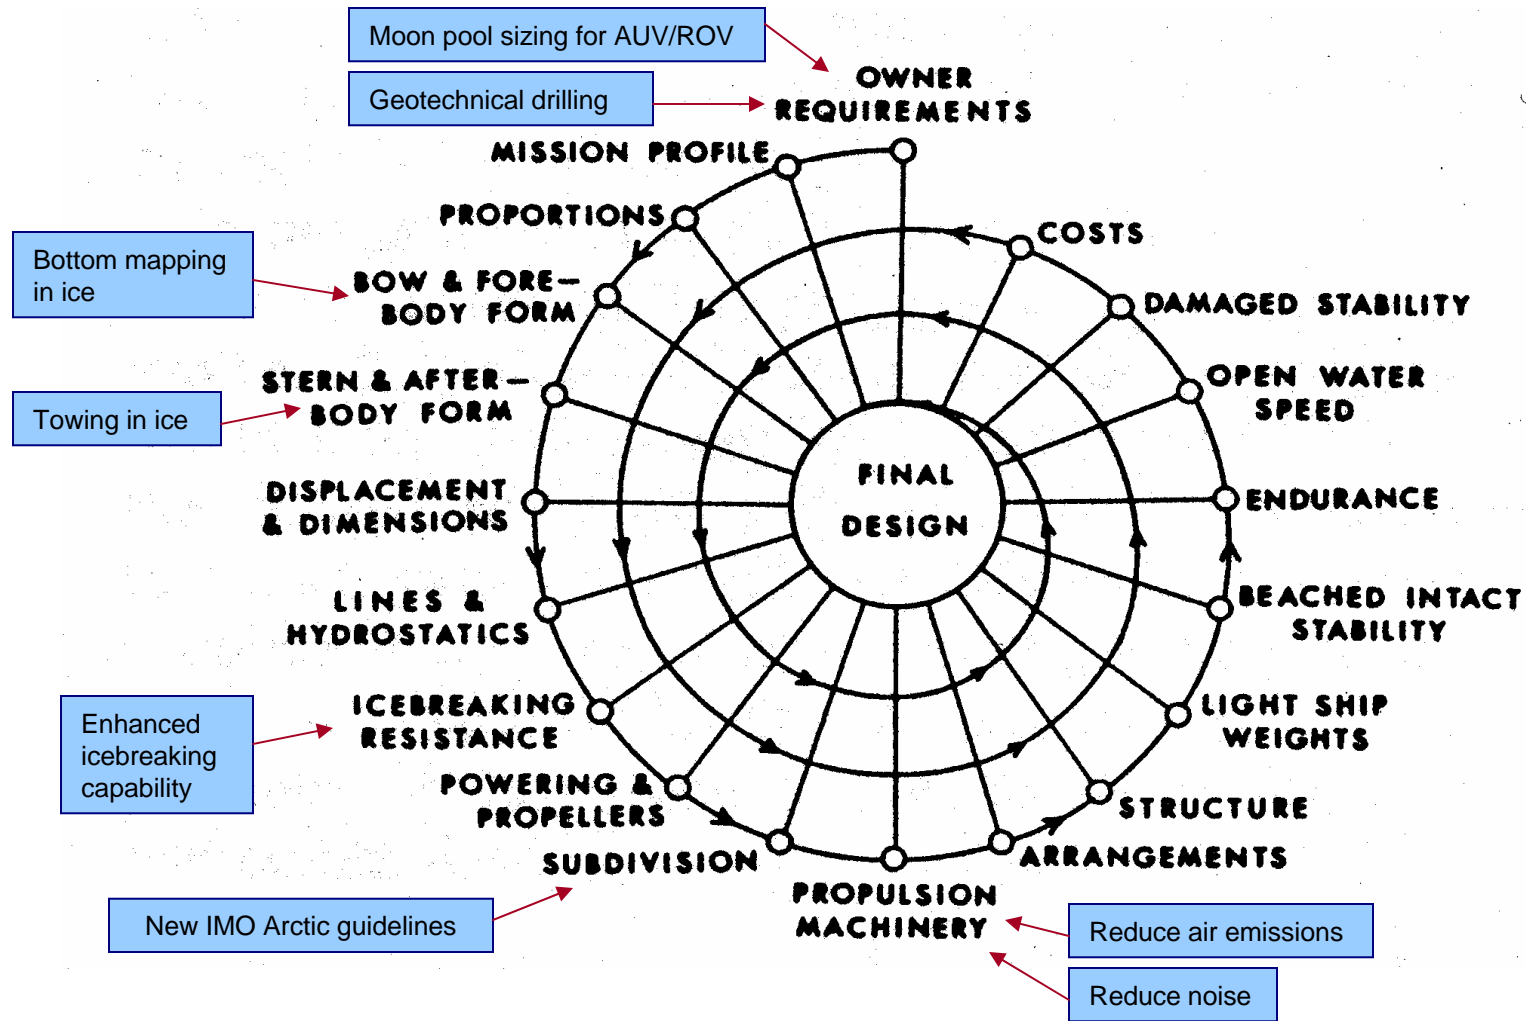 Moon pool sizing for AUV/ROV
Geotechnical drilling
OWNER
REQUIREMENTS
MISSION PROFILE
PROPORTIONS
COSTS
Bottom mapping
in ice
BOW & FORE-
BODY FORM
DAMAGED STABILITY
STERN & AFTER-
BODY FORM
Towing in ice
OPEN WATER
SPEED
FINAL
DESIGN
DISPLACEMENT
& DIMENSIONS
ENDURANCE
LINES &
HYDROSTATICS
BEACHED INTACT
STABILITY
Enhanced
icebreaking
capability
ICEBREAKING
RESISTANCE
LIGHT SHIP
WEIGHTS
POWERING &
PROPELLERS
STRUCTURE
SUBDIVISION
ARRANGEMENTS
PROPULSION
MACHINERY
New IMO Arctic guidelines
Reduce air emissions
Reduce noise